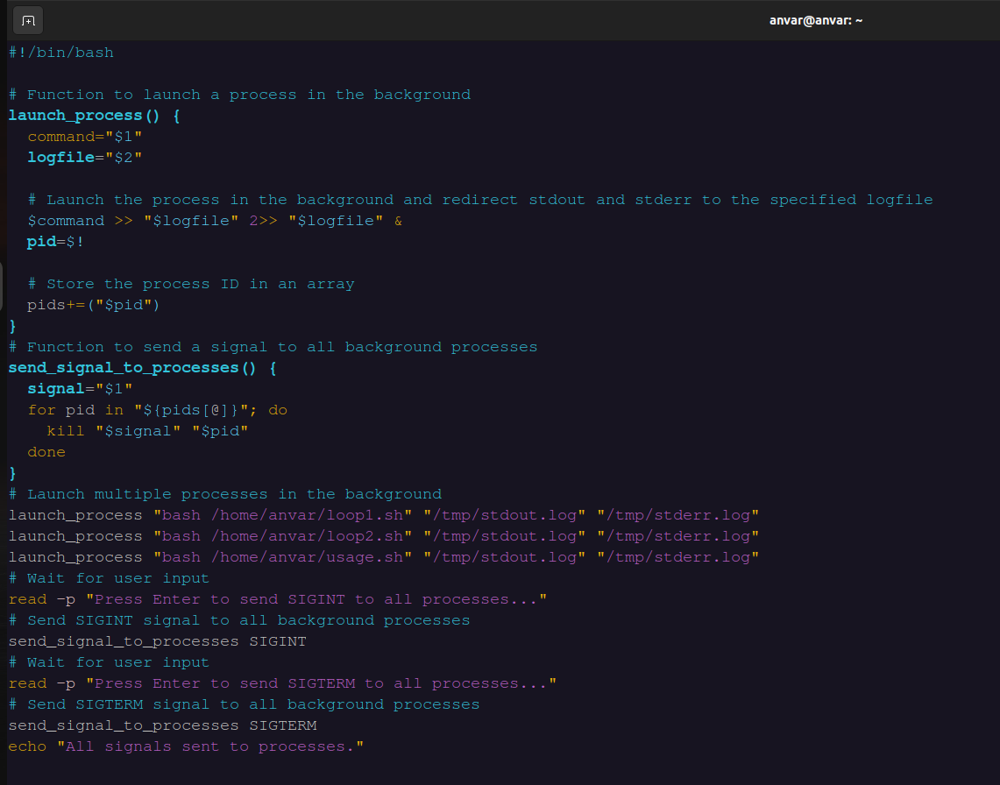 anvar@anvar: ~
#!/bin/bash

# Function to launch a process in the background
launch_process() {
  command="$1"
  logfile="$2"

  # Launch the process in the background and redirect stdout and stderr to the specified logfile
  $command >> "$logfile" 2>> "$logfile" &
  pid=$!

  # Store the process ID in an array
  pids+=("$pid")
}
# Function to send a signal to all background processes
send_signal_to_processes() {
  signal="$1"
  for pid in "${pids[@]}"; do
    kill "$signal" "$pid"
  done
}
# Launch multiple processes in the background
launch_process "bash /home/anvar/loop1.sh" "/tmp/stdout.log" "/tmp/stderr.log"
launch_process "bash /home/anvar/loop2.sh" "/tmp/stdout.log" "/tmp/stderr.log"
launch_process "bash /home/anvar/usage.sh" "/tmp/stdout.log" "/tmp/stderr.log"
# Wait for user input
read -p "Press Enter to send SIGINT to all processes..."
# Send SIGINT signal to all background processes
send_signal_to_processes SIGINT
# Wait for user input
read -p "Press Enter to send SIGTERM to all processes..."
# Send SIGTERM signal to all background processes
send_signal_to_processes SIGTERM
echo "All signals sent to processes."